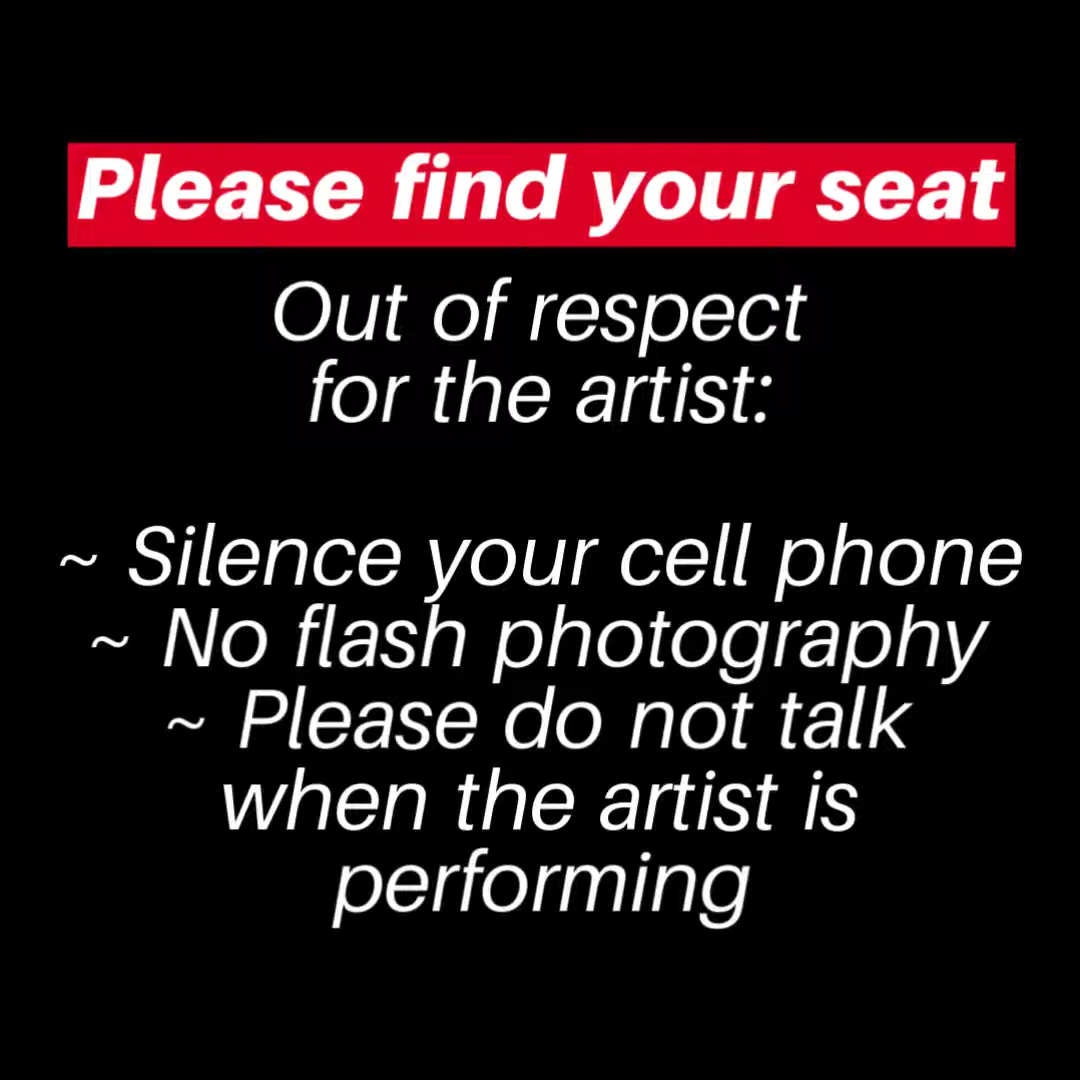 Please find your seat
Out of respect
for the artist:
~ Silence your cell phone
~ No flash photography
~ Please do not talk
when the artist is
performing